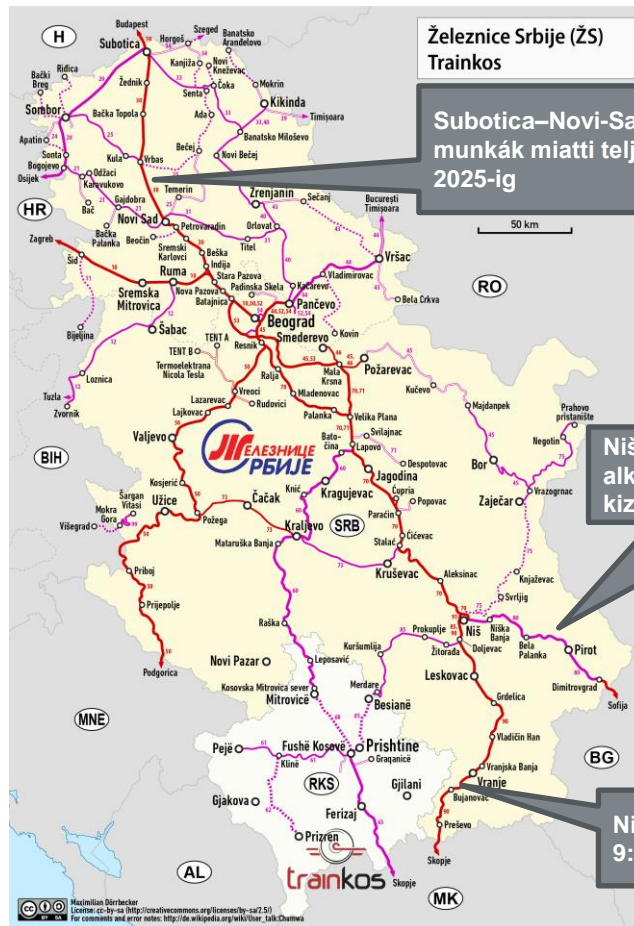 Železnice Srbije (ŽS)
Trainkos
Subotica–Novi-Sa
munkák miatti telj
2025-ig
50 km
Niš
alk
kiz
Ni
9:
H
HR
BIH
MNE
AL
RKS
SRB
MK
BG
RO
Budapest
Subotica
Horgoš
Szeged
Banatsko
Aranđelovo
Kanjiža
Novi
Kneževac
Bački
Breg
Riđica
Žednik
Senta
Čoka
Mokrin
Sombor
Kikinda
Bačka Topola
Ada
Timișoara
Apatin
Banatsko Miloševo
Sonta
Bečej
Bogojevo
Kula
Vrbas
Novi Bečej
Osijek
Odžaci
Karavukovo
Temerin
Bač
Gajdobra
Zrenjanin
Sečanj
București
Timișoara
Novi Sad
Bačka
Palanka
Petrovaradin
Orlovat
Zagreb
Beočin
Sremski
Karlovci
Titel
Vršac
Beška
Šid
Inđija
Vladimirovac
Ruma
Stara Pazova
Kačarevo
Sremska
Mitrovica
Nova Pazova
Batajnica
Padinska Skela
Pančevo
Bela Crkva
Beograd
Kovin
Bijeljina
Šabac
Smederevo
TENT A
Resnik
TENT B
Termoelektrana
Nicola Tesla
Ralja
Mala
Krsna
Požarevac
Loznica
Mladenovac
Kučevo
Tuzla
Zvornik
Vreoci
Rudovici
Lazarevac
Majdanpek
Prahovo
pristanište
Lajkovac
Palanka
Velika Plana
Valjevo
Svilajnac
Negotin
Bato-
čina
Lapovo
ЖЕЛЕЗНИЦЕ
СРБИЈЕ
Despotovac
Bor
Jagodina
Kosjerić
Knić
Kragujevac
Ćuprija
Vrazogrnac
Šargan
Vitasi
Užice
Čačak
Popovac
Zaječar
Mokra
Gora
Paraćin
Višegrad
Požega
Kraljevo
Stalać
Ćićevac
Mataruška Banja
Kruševac
Knjaževac
Priboj
Aleksinac
Svrljig
Prijepolje
Raška
Prokuplje
Niš
Niška
Banja
Kuršumlija
Doljevac
Bela
Palanka
Pirot
Novi Pazar
Leposavić
Žitorađa
Podgorica
Leskovac
Dimitrovgrad
Kosovska Mitrovica sever
Merdare
Mitrovicë
Besianë
Sofija
Grdelica
Vladičin Han
Pejë
Fushë Kosovë
Prishtine
Klinë
Graqanicë
Vranjska Banja
Vranje
Gjakova
Gjilani
Bujanovac
Ferizaj
Preševo
Prizren
trainkos
Skopje
Skopje
Maximilian Dörrbecker
License: cc-by-sa (http://creativecommons.org/licenses/by-sa/2.5/)
For comments and error notes: http://de.wikipedia.org/wiki/User_talk:Chumwa